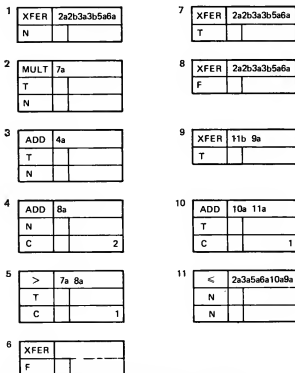 1 XFER 2a2b3a3b5a6a
N
2 MULT 7a
T
N
3 ADD 4a
T
N
4 ADD 8a
N
C 2
5 > 7a 8a
T
C 1
6 XFER
F
7 XFER 2a2b3a3b5a6a
T
8 XFER 2a2b3a3b5a6a
F
9 XFER 11b 9a
T
10 ADD 10a 11a
T
C 1
11 ⩽ 2a3a5a6a10a9a
N
N